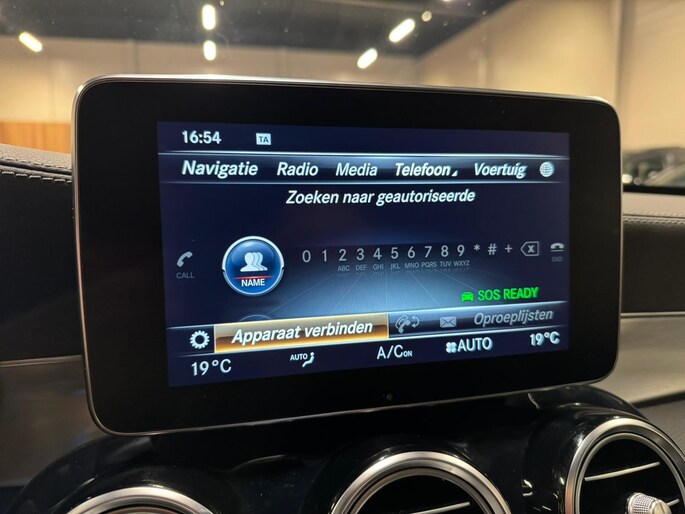 16:54 TA
Navigatie Radio Media Telefoon Voertuig
Zoeken naar geautoriseerde
0 1 2 3 4 5 6 7 8 9 * # +
ABC DEF GHI JKL MNO PQRS TUV WXYZ
CALL
NAME
END
SOS READY
Apparaat verbinden Oproeplijsten
19°C AUTO A/C ON AUTO 19°C